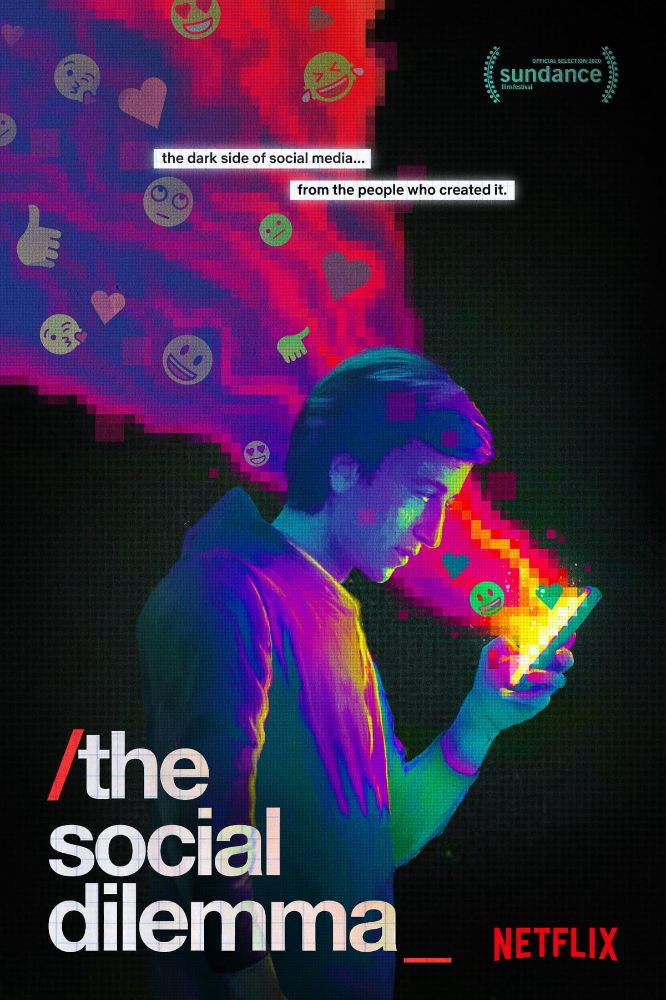 OFFICIAL SELECTION 2020
sundance
film festival
the dark side of social media...
from the people who created it.
/the
social
dilemma_
NETFLIX